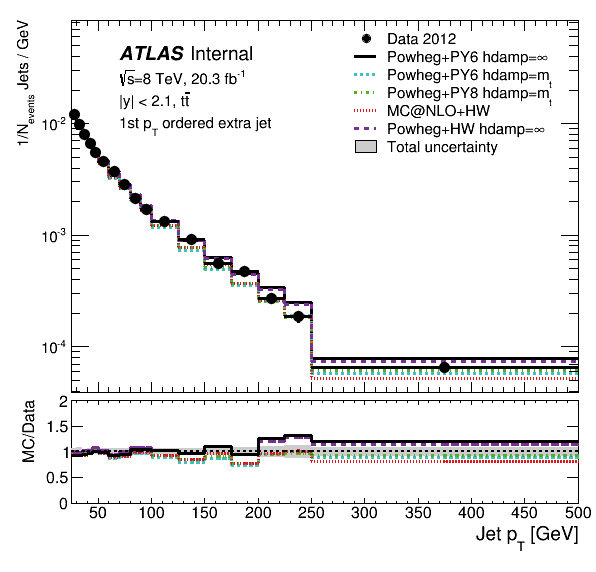 1/N_events Jets / GeV
ATLAS Internal
√s=8 TeV, 20.3 fb⁻¹
|y| < 2.1, tt̄
1st p_T ordered extra jet
Data 2012
Powheg+PY6 hdamp=∞
Powheg+PY6 hdamp=m_t
Powheg+PY8 hdamp=m_t
MC@NLO+HW
Powheg+HW hdamp=∞
Total uncertainty
10⁻²
10⁻³
10⁻⁴
MC/Data
2
1.5
1
0.5
0
50 100 150 200 250 300 350 400 450 500
Jet p_T [GeV]